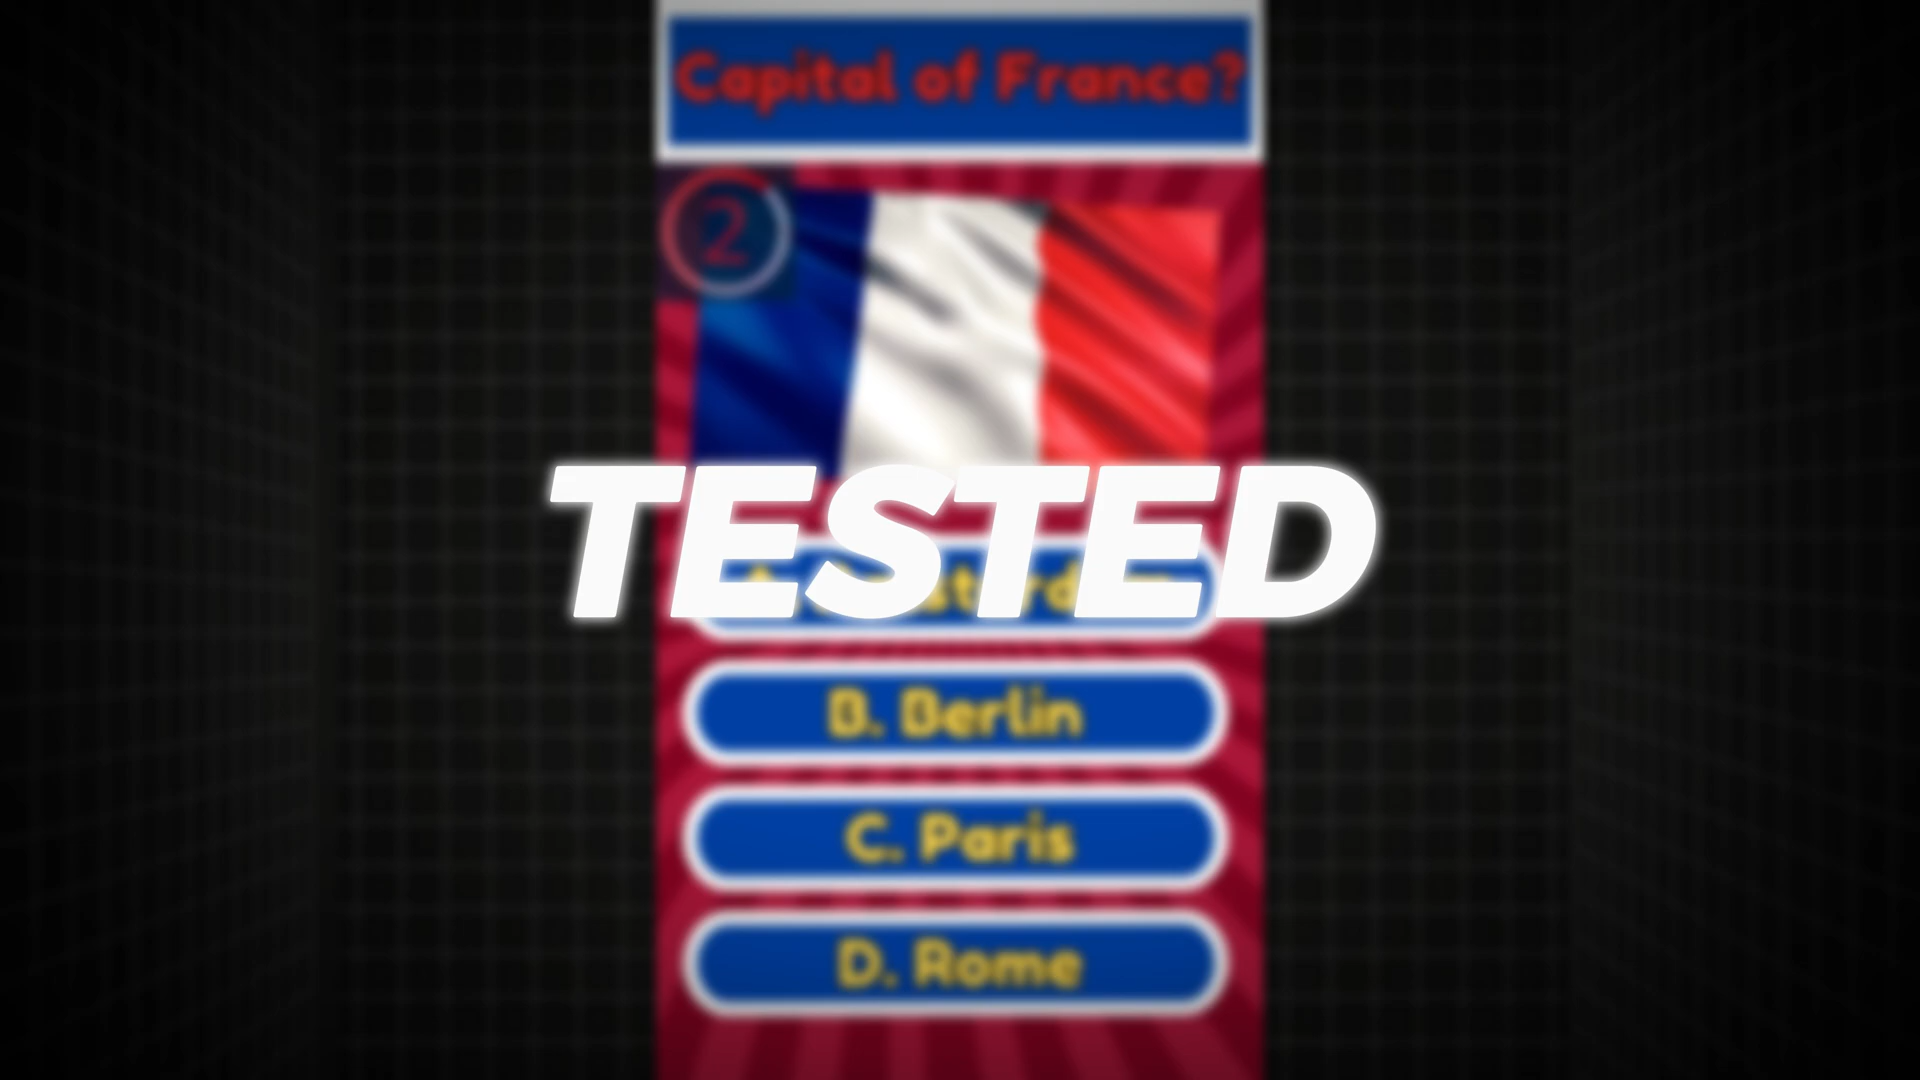 Capital of France?
2
TESTED
B. Berlin
C. Paris
D. Rome